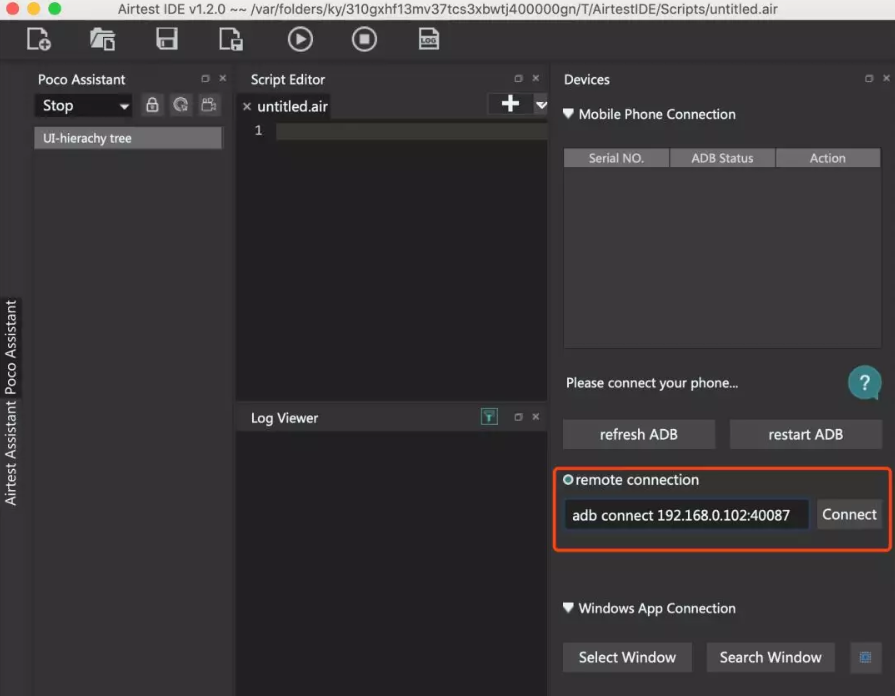 Airtest IDE v1.2.0 ~~ /var/folders/ky/310gxhf13mv37tcs3xbwtj400000gn/T/AirtestIDE/Scripts/untitled.air
LOG
Poco Assistant
Stop
UI-hierachy tree
Script Editor
untitled.air
1
Log Viewer
Devices
Mobile Phone Connection
Serial NO. ADB Status Action
Please connect your phone...
?
refresh ADB restart ADB
remote connection
adb connect 192.168.0.102:40087 Connect
Windows App Connection
Select Window Search Window
Poco Assistant
Airtest Assistant